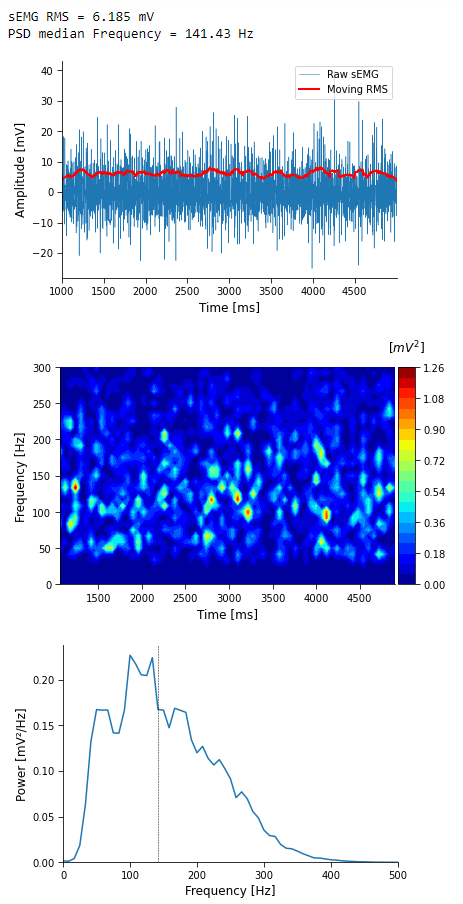 sEMG RMS = 6.185 mV
PSD median Frequency = 141.43 Hz
Raw sEMG
Moving RMS
Amplitude [mV]
40
30
20
10
0
−10
−20
1000 1500 2000 2500 3000 3500 4000 4500
Time [ms]
[mV²]
Frequency [Hz]
300
250
200
150
100
50
0
1.26
1.08
0.90
0.72
0.54
0.36
0.18
0.00
1500 2000 2500 3000 3500 4000 4500
Time [ms]
Power [mV²/Hz]
0.20
0.15
0.10
0.05
0.00
0 100 200 300 400 500
Frequency [Hz]